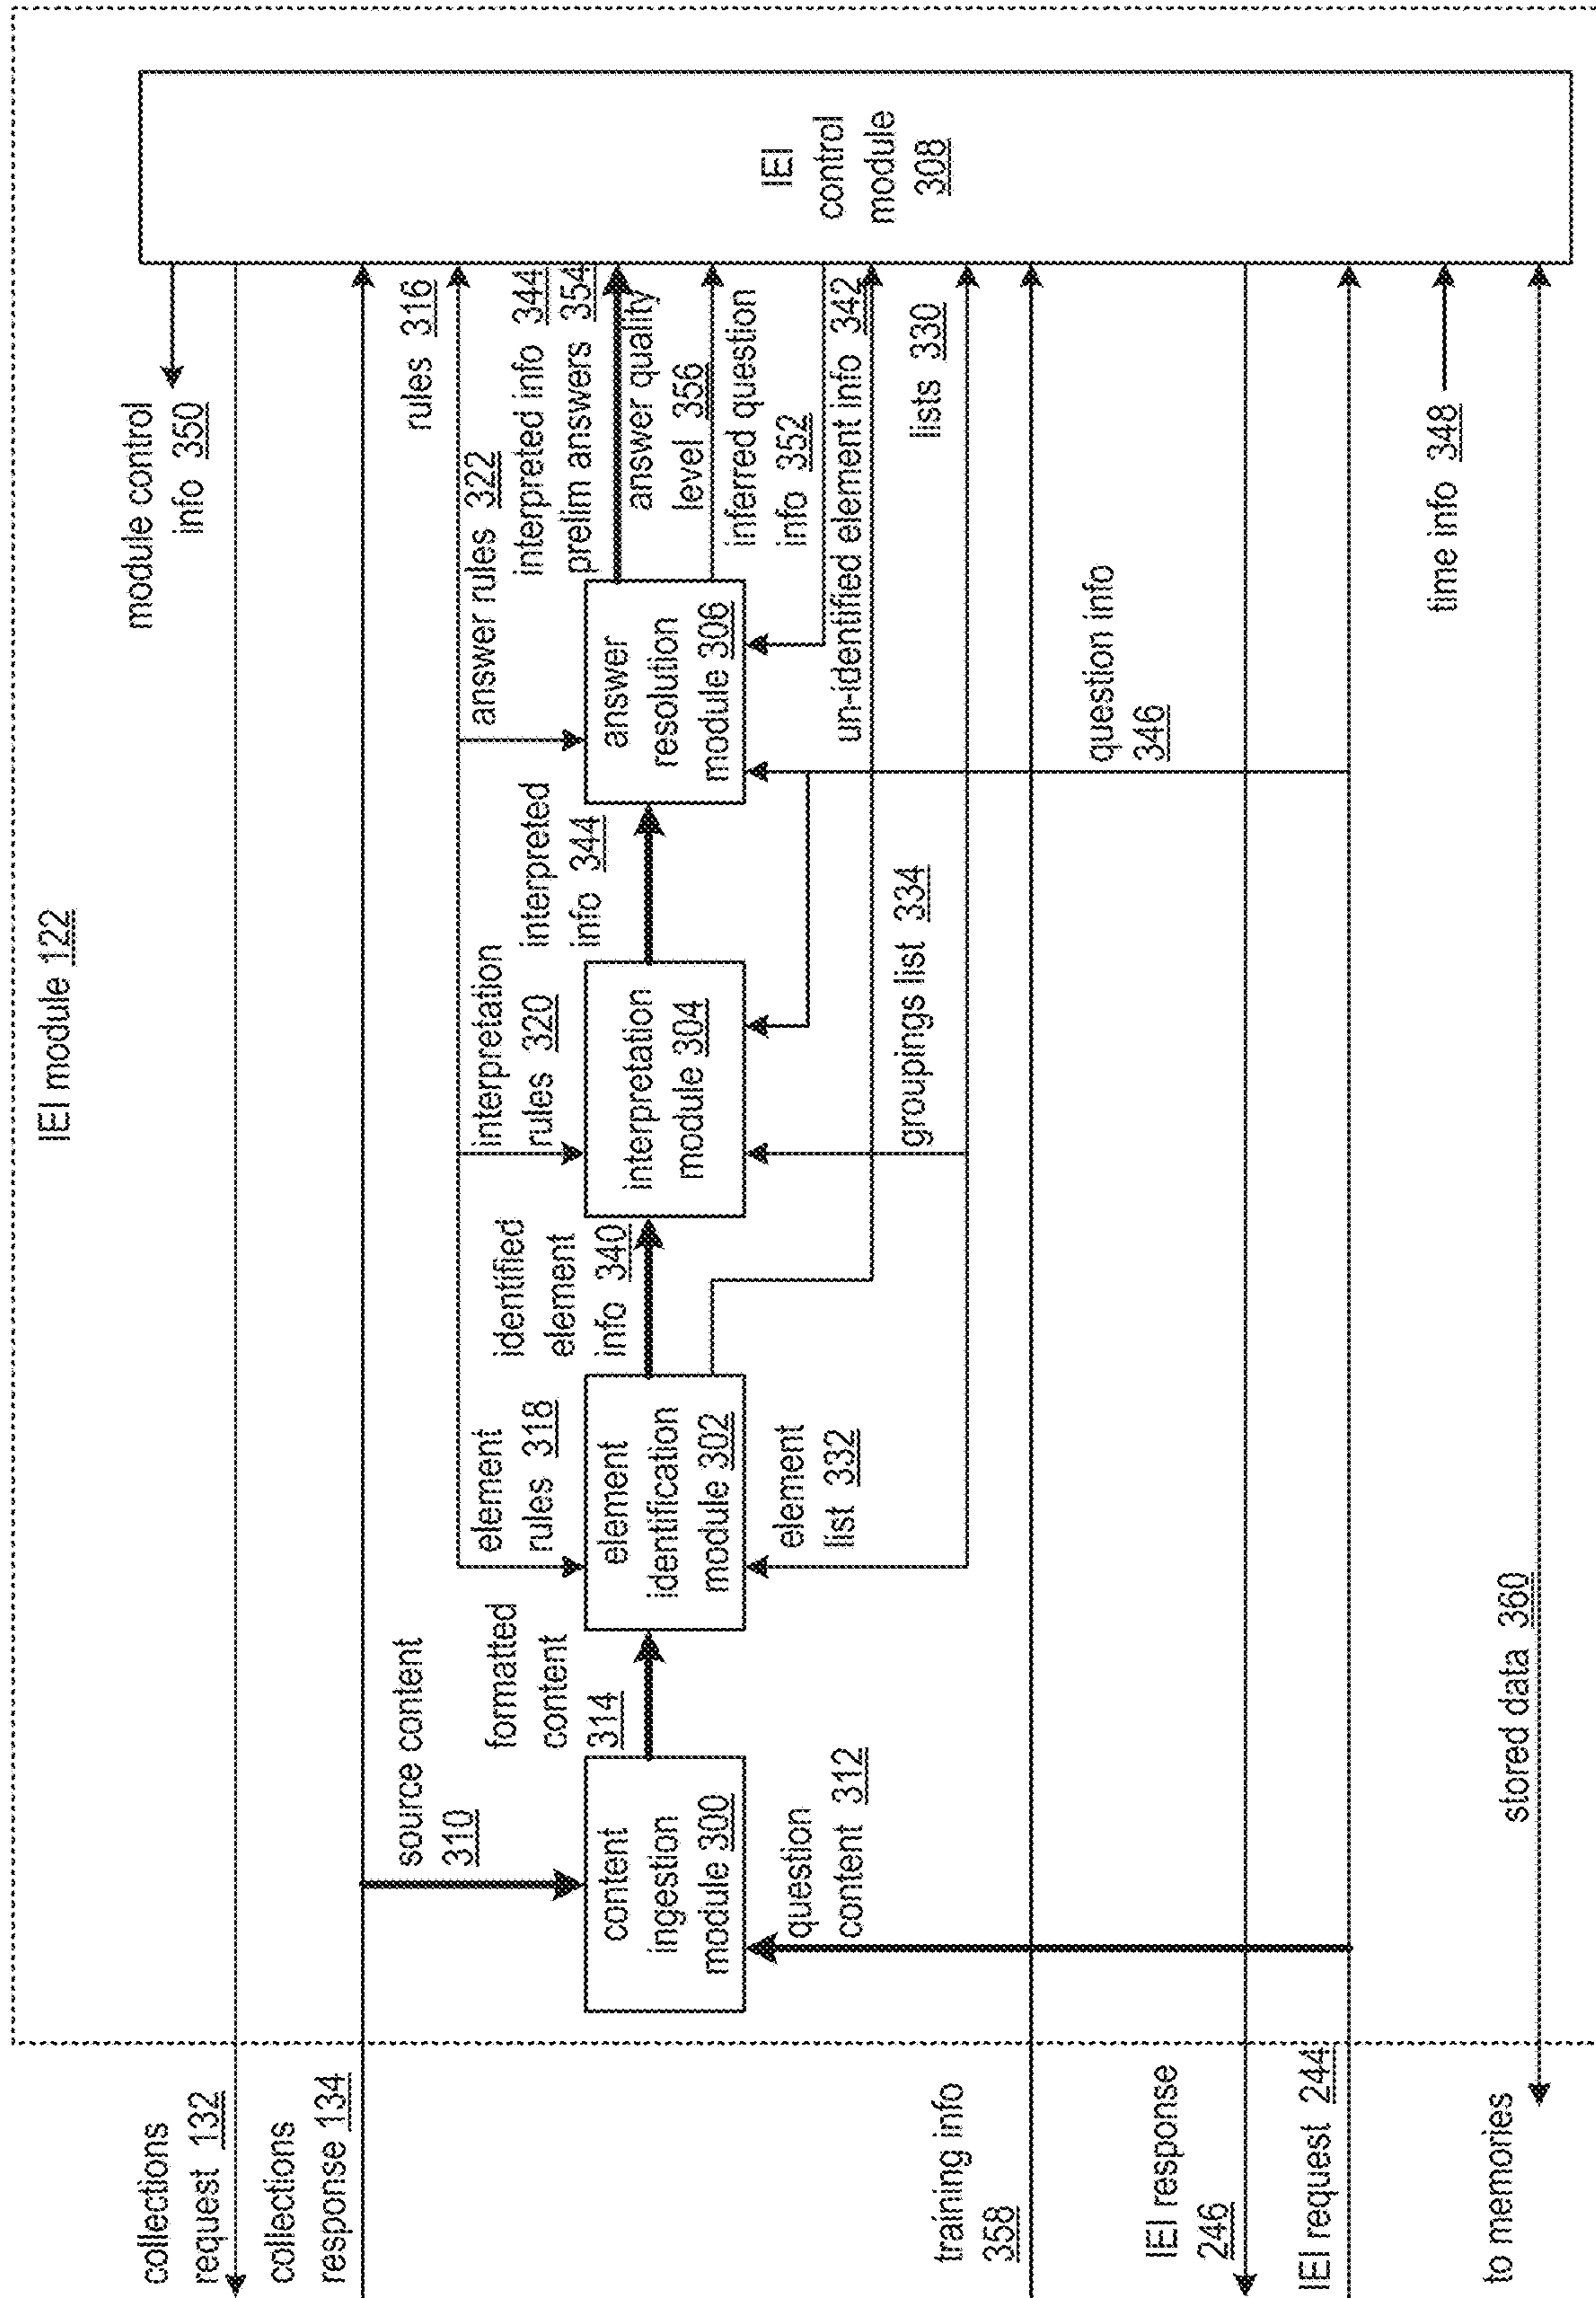 IEI module 122
collections
request 132
collections
response 134
module control
info 350
source content
310
rules 316
formatted
content
314
element
rules 318
identified
element
info 340
interpretation
rules 320
interpreted
info 344
answer rules 322
interpreted info 344
prelim answers 354
answer quality
level 356
inferred question
info 352
content
ingestion
module 300
element
identification
module 302
interpretation
module 304
answer
resolution
module 306
IEI
control
module
308
question
content 312
element
list 332
groupings list 334
un-identified element info 342
lists 330
question info
346
training info
358
IEI response
246
IEI request 244
time info 348
stored data 360
to memories